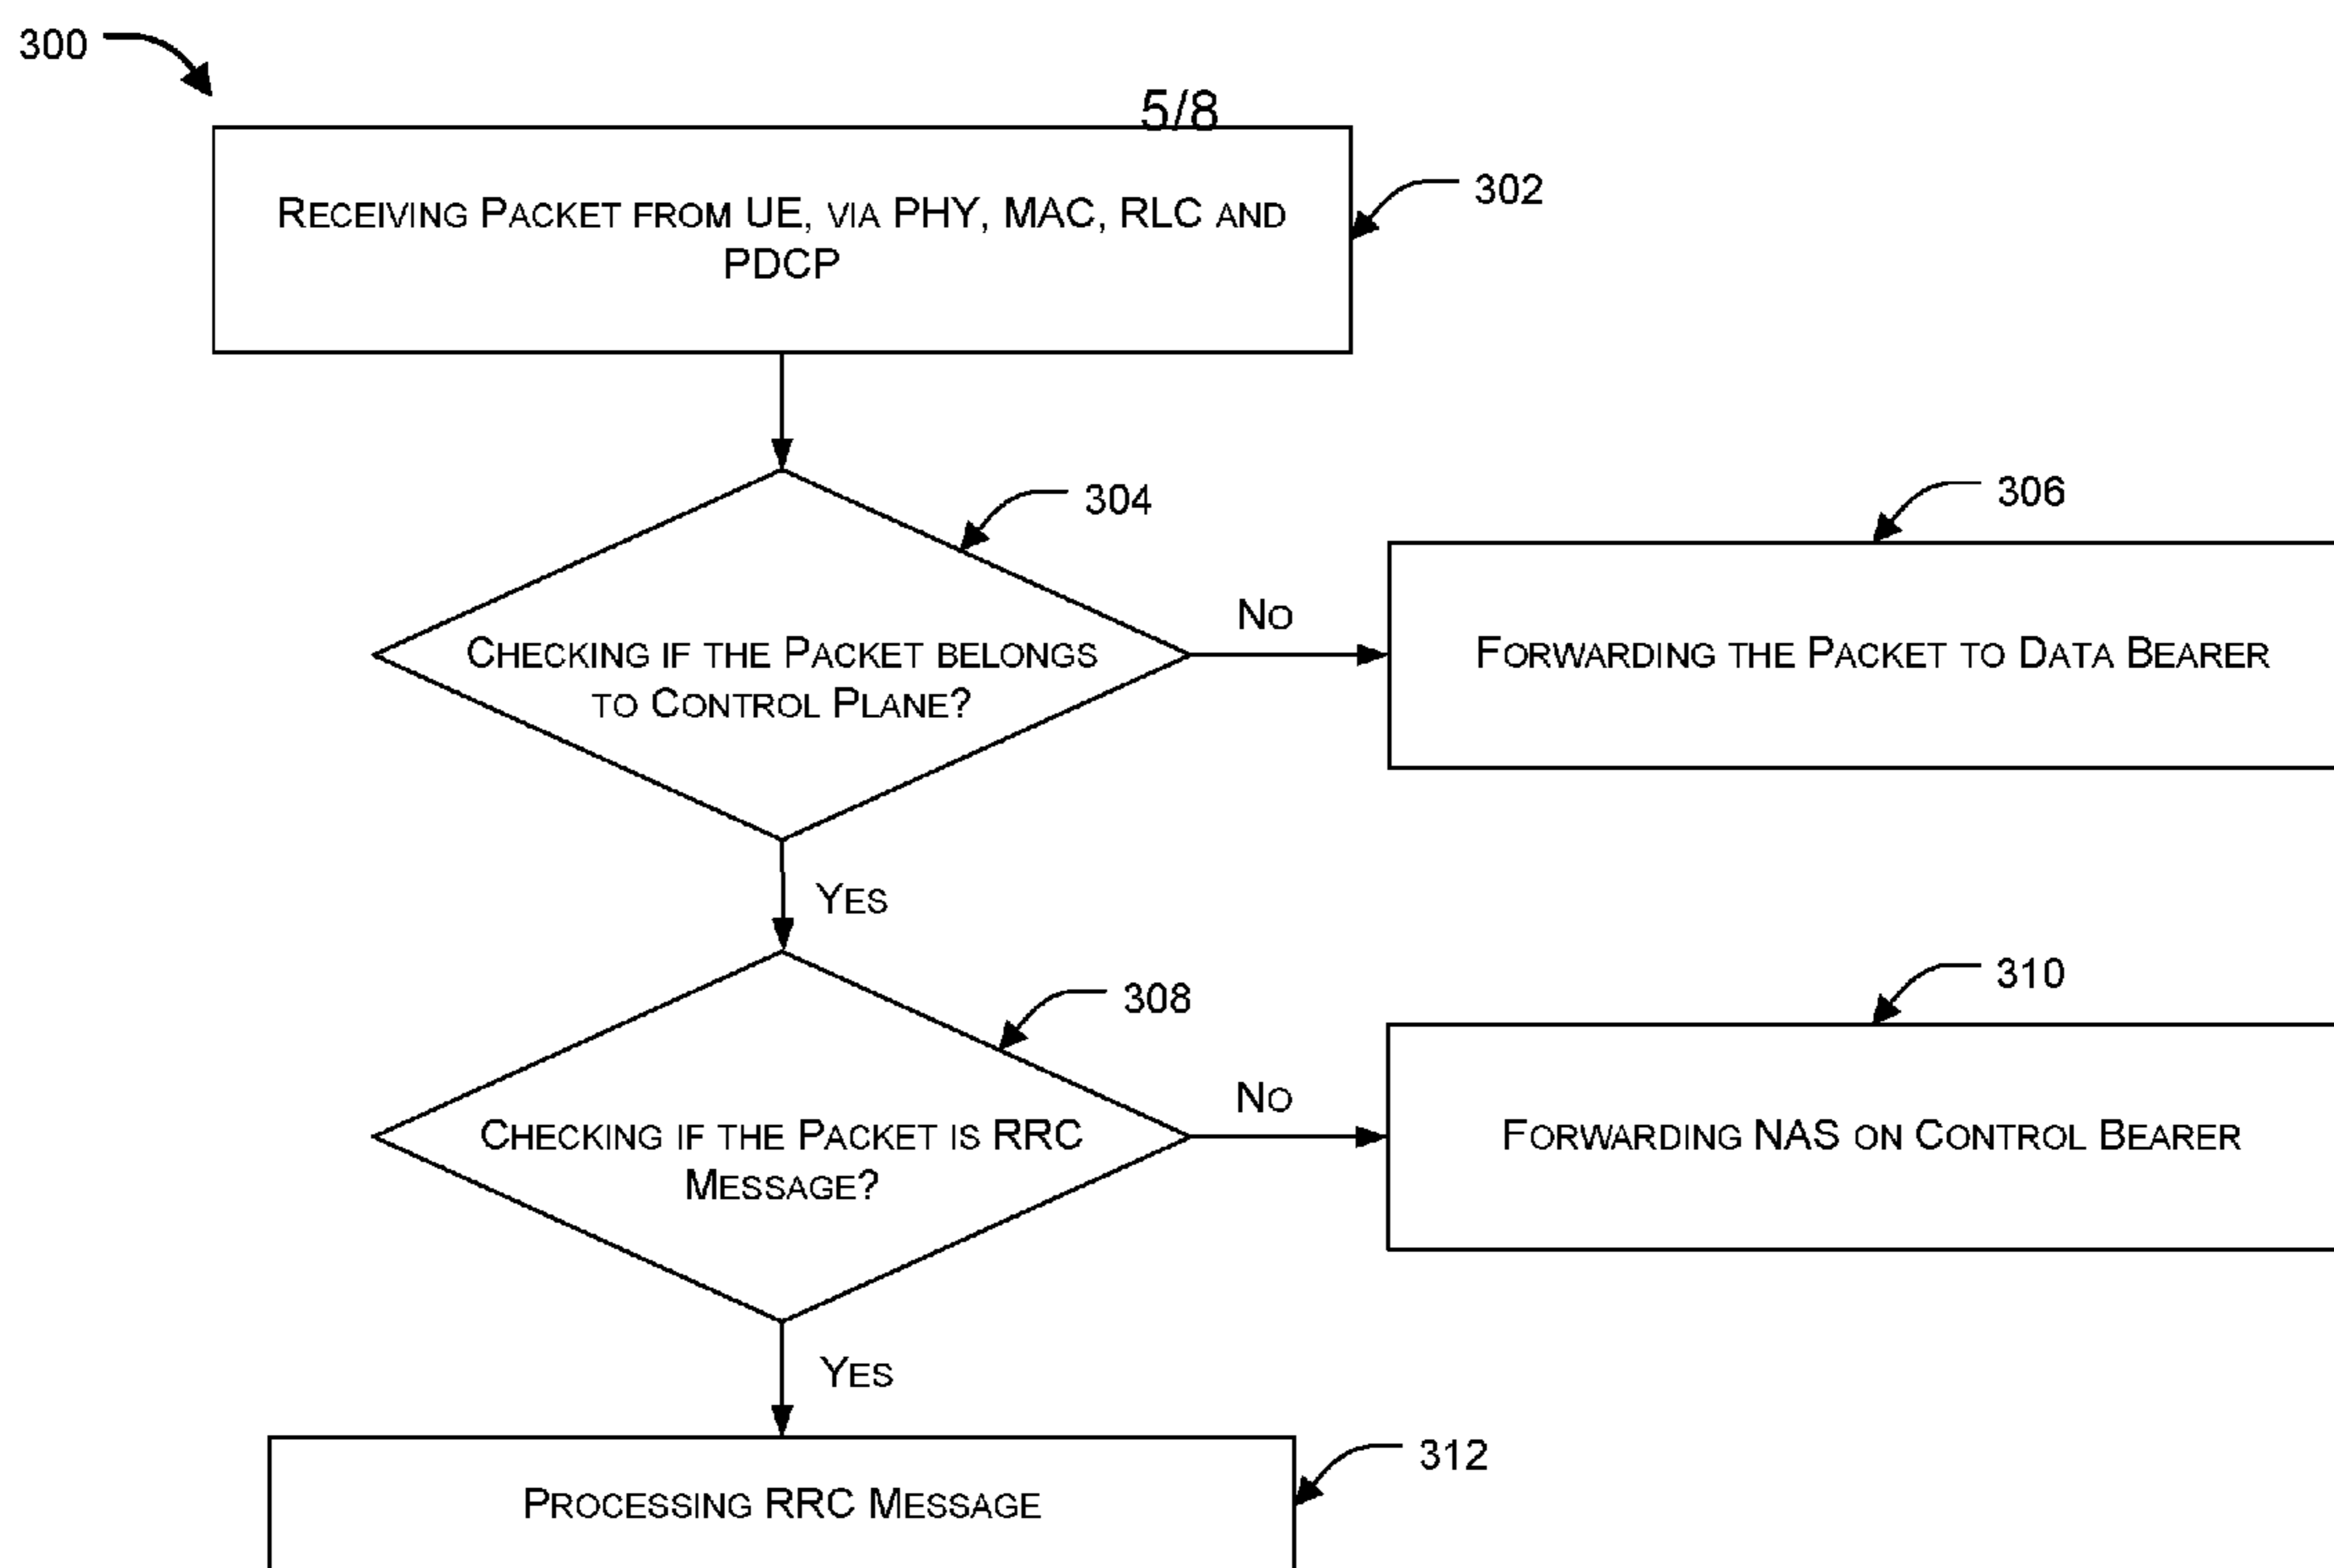 300
5/8
RECEIVING PACKET FROM UE, VIA PHY, MAC, RLC AND
PDCP
302
304
CHECKING IF THE PACKET BELONGS
TO CONTROL PLANE?
NO
306
FORWARDING THE PACKET TO DATA BEARER
YES
308
CHECKING IF THE PACKET IS RRC
MESSAGE?
NO
310
FORWARDING NAS ON CONTROL BEARER
YES
312
PROCESSING RRC MESSAGE